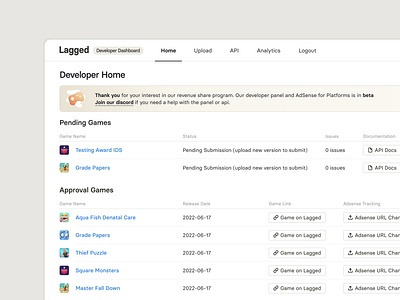 Lagged Developer Dashboard Home Upload API Analytics Logout
Developer Home
Thank you for your interest in our revenue share program. Our developer panel and AdSense for Platforms is in beta
Join our discord if you need a help with the panel or api.
Pending Games
Game Name Status Issues Documentation
Testing Award IOS Pending Submission (upload new version to submit) 0 issues API Docs
Grade Papers Pending Submission (upload new version to submit) 0 issues API Docs
Approval Games
Game Name Release Date Game Link Adsense Tracking
Aqua Fish Denatal Care 2022-06-17 Game on Lagged Adsense URL Chan
Grade Papers 2022-06-17 Game on Lagged Adsense URL Chan
Thief Puzzle 2022-06-17 Game on Lagged Adsense URL Chan
Square Monsters 2022-06-17 Game on Lagged Adsense URL Chan
Master Fall Down 2022-06-17 Game on Lagged Adsense URL Chan